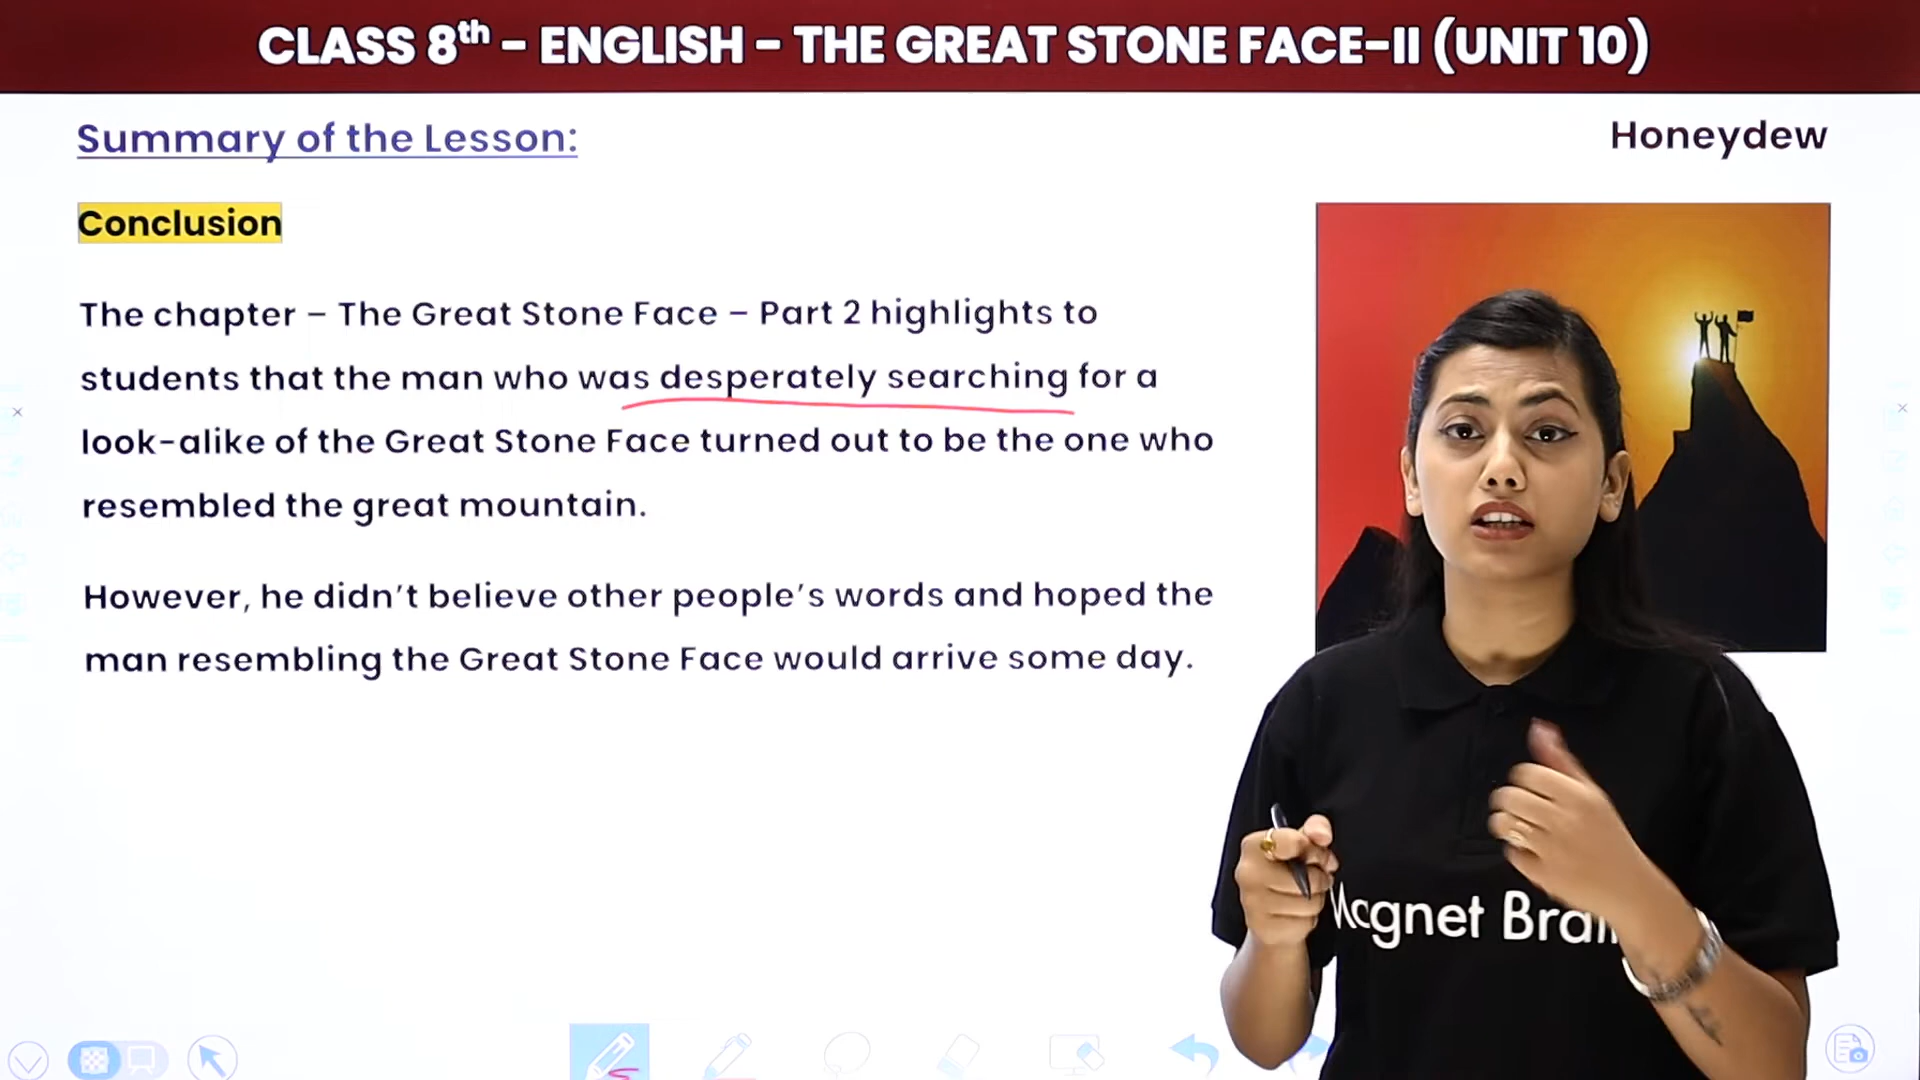 CLASS 8th – ENGLISH – THE GREAT STONE FACE–II (UNIT 10)
Summary of the Lesson:
Honeydew
Conclusion
The chapter – The Great Stone Face – Part 2 highlights to
students that the man who was desperately searching for a
look-alike of the Great Stone Face turned out to be the one who
resembled the great mountain.
However, he didn't believe other people's words and hoped the
man resembling the Great Stone Face would arrive some day.
Magnet Brai